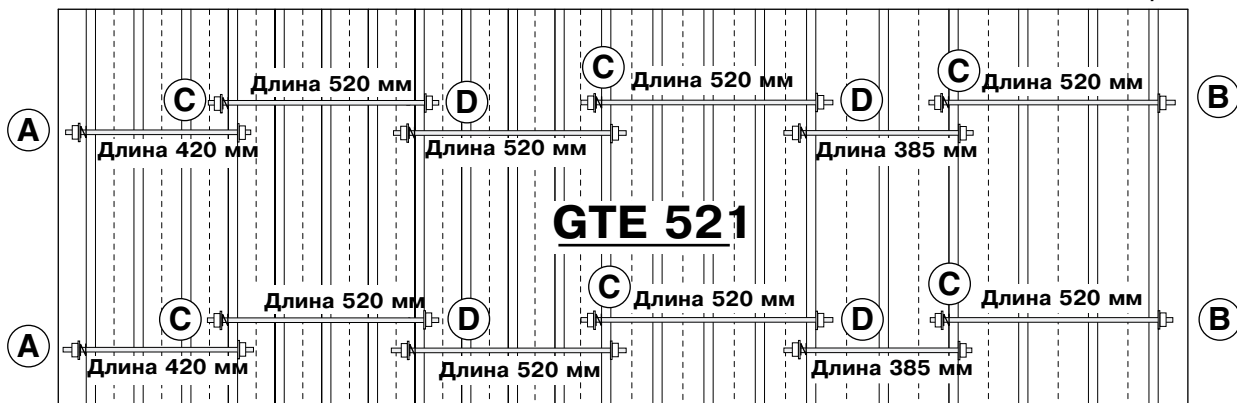 C Длина 520 мм D C Длина 520 мм D C Длина 520 мм B
A Длина 420 мм Длина 520 мм Длина 385 мм
GTE 521
C Длина 520 мм D C Длина 520 мм D C Длина 520 мм B
A Длина 420 мм Длина 520 мм Длина 385 мм